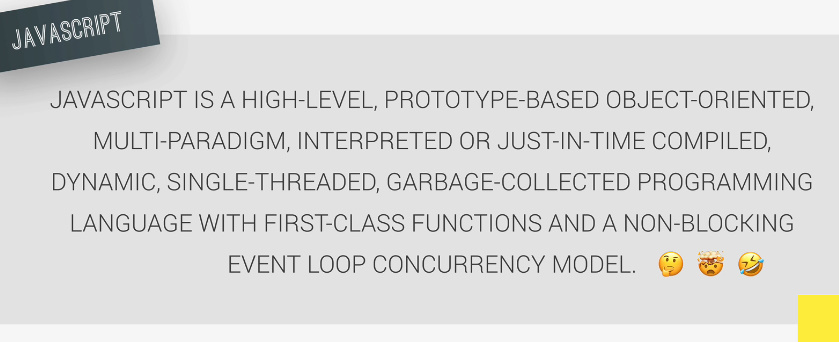 JAVASCRIPT
JAVASCRIPT IS A HIGH-LEVEL, PROTOTYPE-BASED OBJECT-ORIENTED,
MULTI-PARADIGM, INTERPRETED OR JUST-IN-TIME COMPILED,
DYNAMIC, SINGLE-THREADED, GARBAGE-COLLECTED PROGRAMMING
LANGUAGE WITH FIRST-CLASS FUNCTIONS AND A NON-BLOCKING
EVENT LOOP CONCURRENCY MODEL. 🤔 🤯 🤣